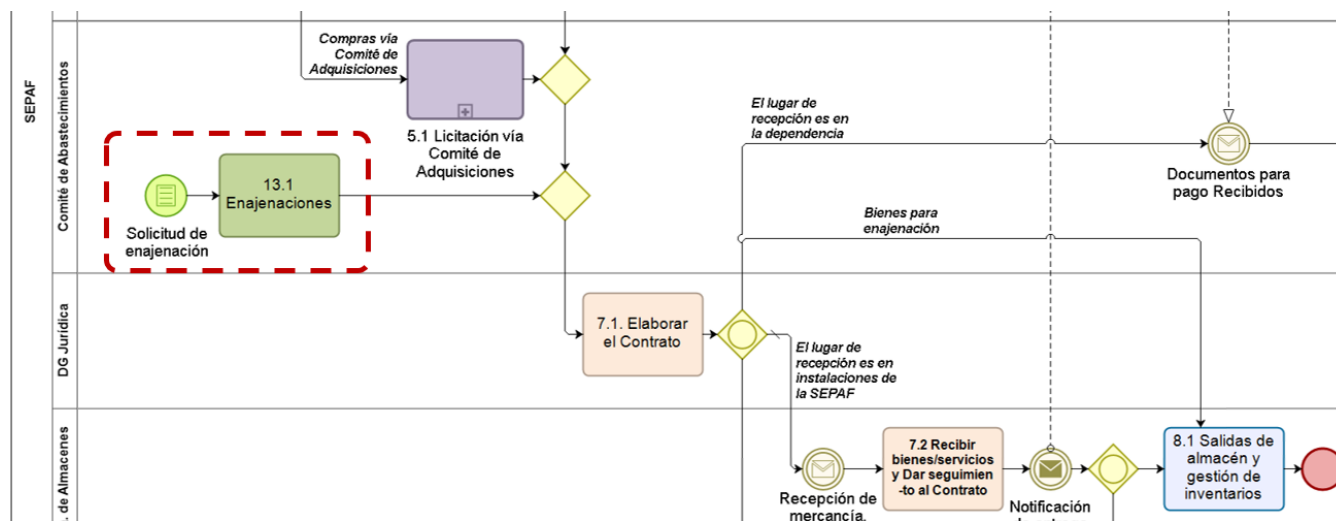 SEPAF
Comité de Abastecimientos
Compras vía
Comité de
Adquisiciones
5.1 Licitación vía
Comité de
Adquisiciones
El lugar de
recepción es en
la dependencia
Documentos para
pago Recibidos
13.1
Enajenaciones
Solicitud de
enajenación
Bienes para
enajenación
DG Jurídica
7.1. Elaborar
el Contrato
El lugar de
recepción es en
instalaciones de
la SEPAF
de Almacenes
Recepción de
mercancía.
7.2 Recibir
bienes/servicios
y Dar seguimien
-to al Contrato
Notificación
8.1 Salidas de
almacén y
gestión de
inventarios